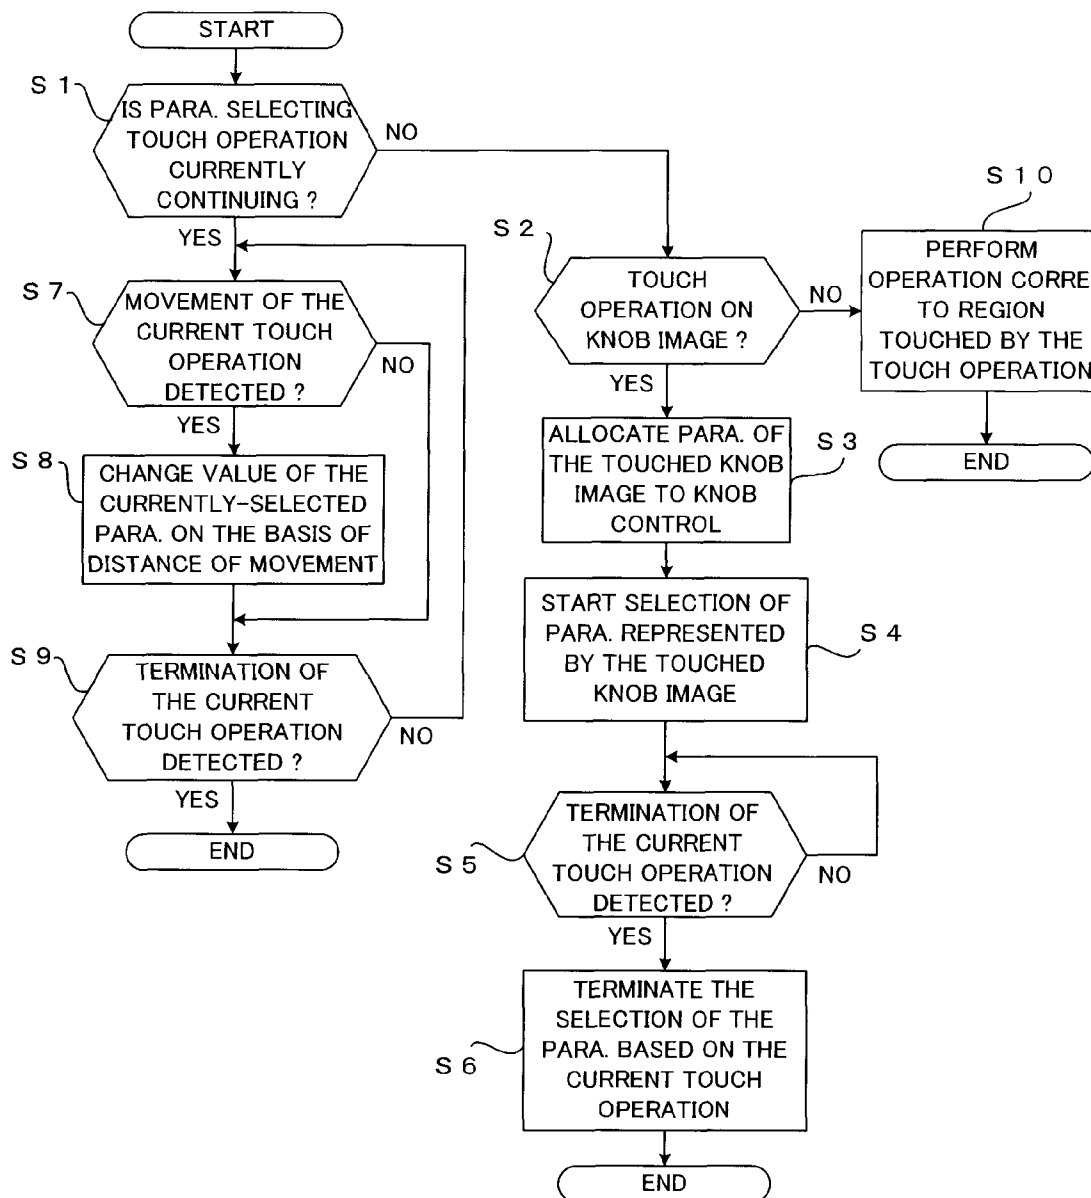 START
S 1
IS PARA. SELECTING
TOUCH OPERATION
CURRENTLY
CONTINUING ?
NO
YES
S 7
MOVEMENT OF THE
CURRENT TOUCH
OPERATION
DETECTED ?
NO
YES
S 8
CHANGE VALUE OF THE
CURRENTLY-SELECTED
PARA. ON THE BASIS OF
DISTANCE OF MOVEMENT
S 9
TERMINATION OF
THE CURRENT
TOUCH OPERATION
DETECTED ?
NO
YES
END
S 2
TOUCH
OPERATION ON
KNOB IMAGE ?
NO
YES
S 1 0
PERFORM
OPERATION CORRE
TO REGION
TOUCHED BY THE
TOUCH OPERATION
END
ALLOCATE PARA. OF
THE TOUCHED KNOB
IMAGE TO KNOB
CONTROL
S 3
START SELECTION OF
PARA. REPRESENTED
BY THE TOUCHED
KNOB IMAGE
S 4
TERMINATION OF
THE CURRENT
TOUCH OPERATION
DETECTED ?
S 5
NO
YES
TERMINATE THE
SELECTION OF THE
PARA. BASED ON THE
CURRENT TOUCH
OPERATION
S 6
END